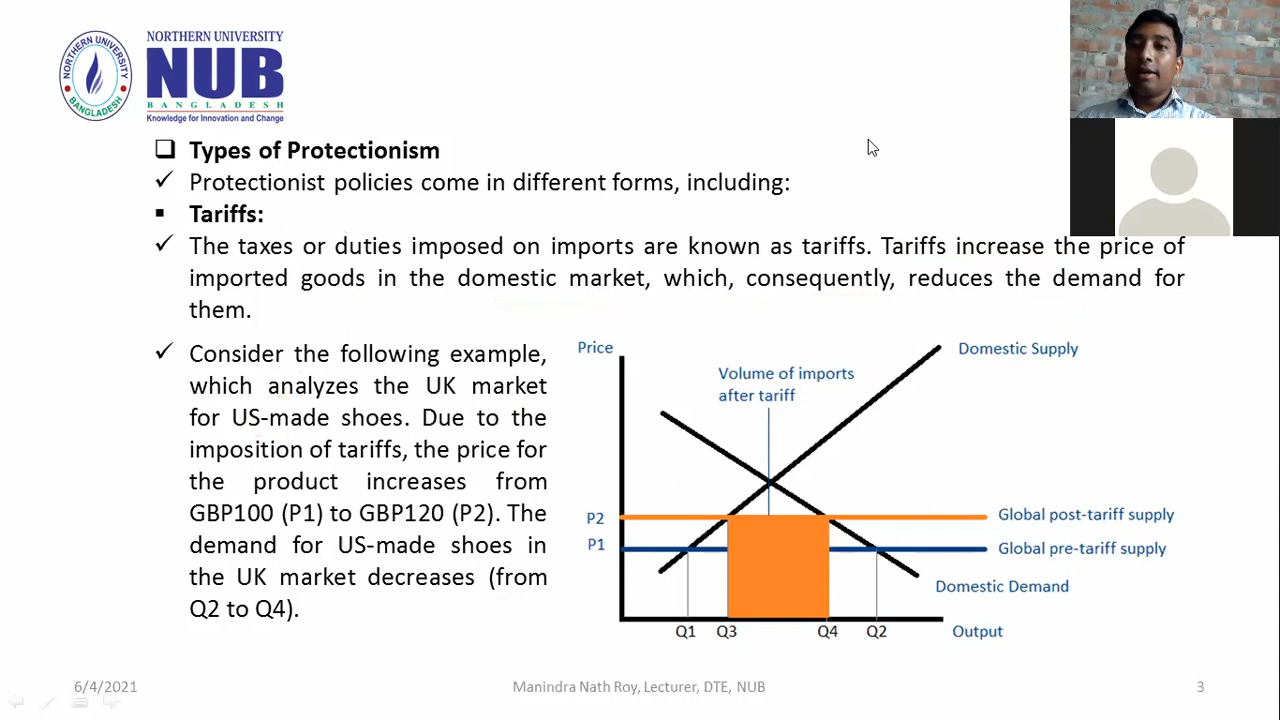 NORTHERN UNIVERSITY
BANGLADESH
NORTHERN UNIVERSITY
NUB
BANGLADESH
Knowledge for Innovation and Change
Types of Protectionism
Protectionist policies come in different forms, including:
Tariffs:
The taxes or duties imposed on imports are known as tariffs. Tariffs increase the price of
imported goods in the domestic market, which, consequently, reduces the demand for
them.
Consider the following example,
which analyzes the UK market
for US-made shoes. Due to the
imposition of tariffs, the price for
the product increases from
GBP100 (P1) to GBP120 (P2). The
demand for US-made shoes in
the UK market decreases (from
Q2 to Q4).
Price
Domestic Supply
Volume of imports
after tariff
P2
Global post-tariff supply
P1
Global pre-tariff supply
Domestic Demand
Q1 Q3 Q4 Q2 Output
6/4/2021 Manindra Nath Roy, Lecturer, DTE, NUB 3